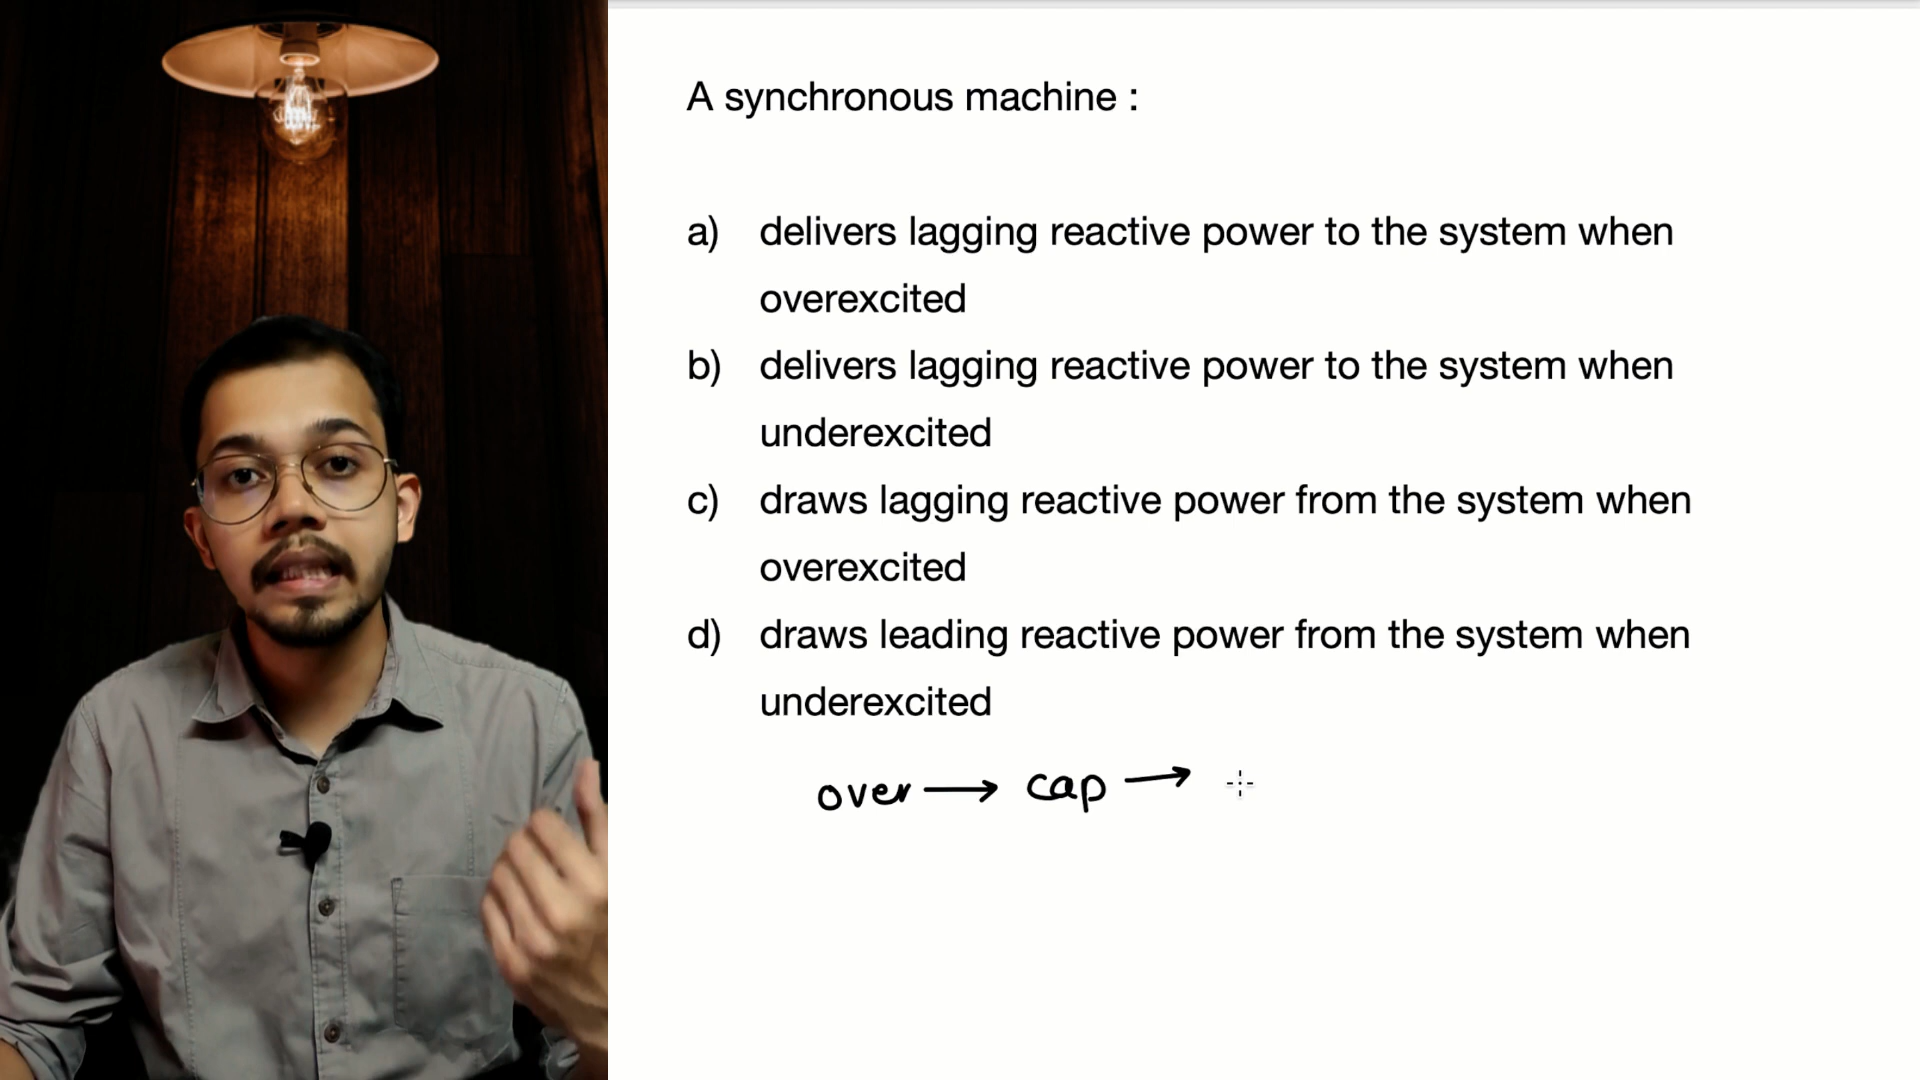 A synchronous machine :
a) delivers lagging reactive power to the system when
overexcited
b) delivers lagging reactive power to the system when
underexcited
c) draws lagging reactive power from the system when
overexcited
d) draws leading reactive power from the system when
underexcited
over → cap →